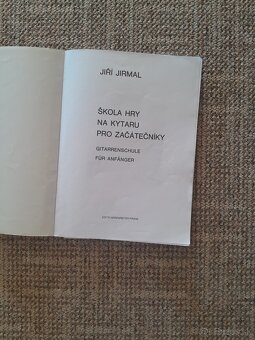 JIŘÍ JIRMAL
ŠKOLA HRY
NA KYTARU
PRO ZAČÁTEČNÍKY
GITARRENSCHULE
FÜR ANFÄNGER